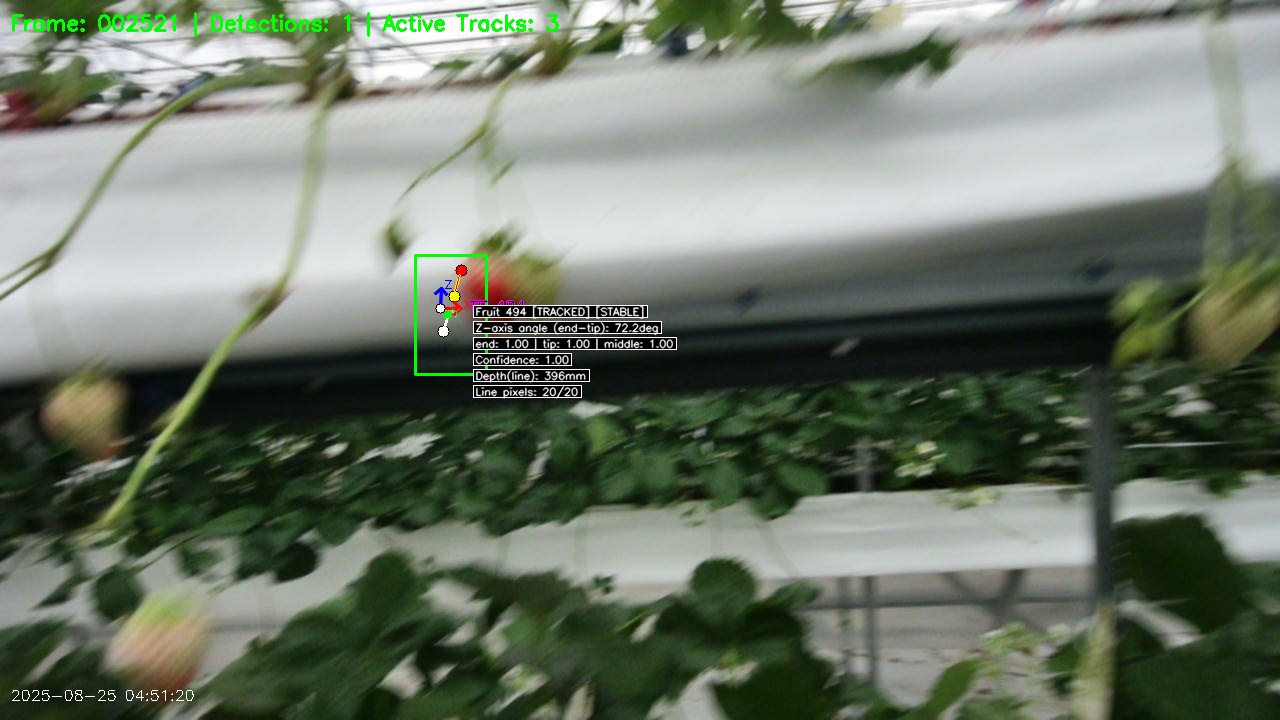 Frame: 002521 | Detections: 1 | Active Tracks: 3
Z
Fruit 494 [TRACKED] [STABLE]
Z-axis angle (end-tip): 72.2deg
end: 1.00 | tip: 1.00 | middle: 1.00
Confidence: 1.00
Depth(line): 396mm
Line pixels: 20/20
2025-08-25 04:51:20